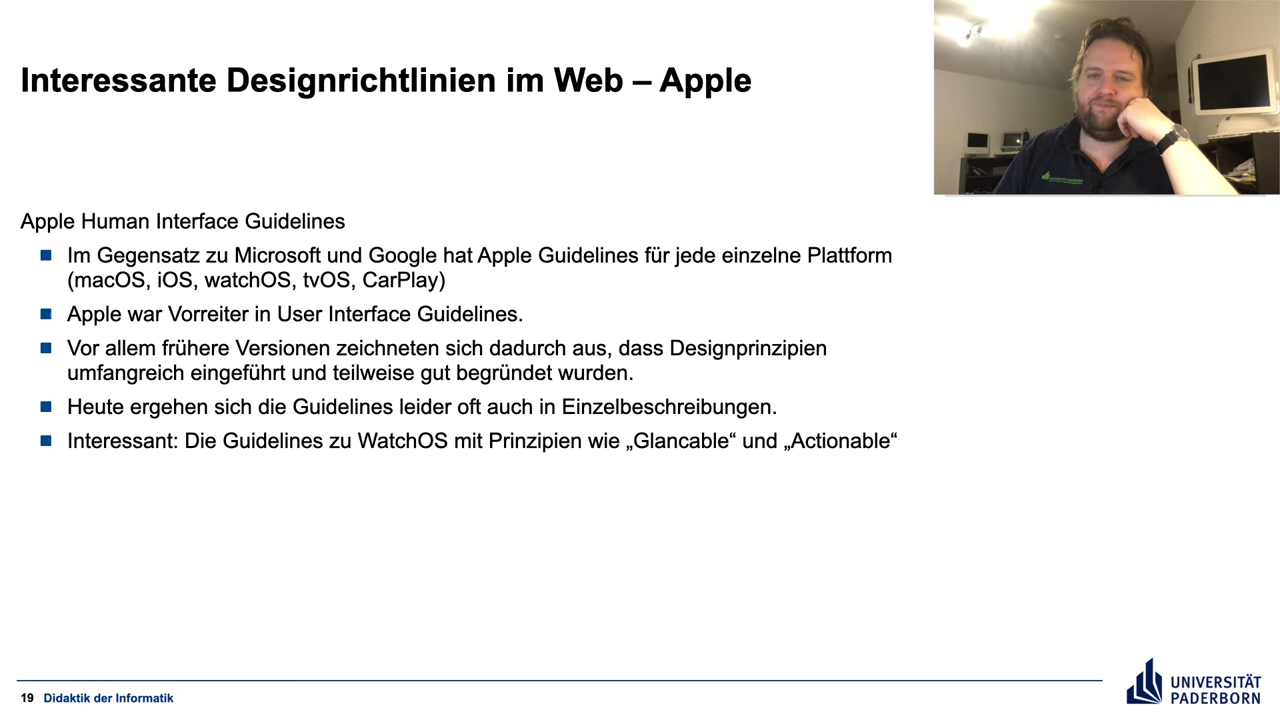 Interessante Designrichtlinien im Web – Apple
Apple Human Interface Guidelines
Im Gegensatz zu Microsoft und Google hat Apple Guidelines für jede einzelne Plattform
(macOS, iOS, watchOS, tvOS, CarPlay)
Apple war Vorreiter in User Interface Guidelines.
Vor allem frühere Versionen zeichneten sich dadurch aus, dass Designprinzipien
umfangreich eingeführt und teilweise gut begründet wurden.
Heute ergehen sich die Guidelines leider oft auch in Einzelbeschreibungen.
Interessant: Die Guidelines zu WatchOS mit Prinzipien wie „Glancable“ und „Actionable“
19 Didaktik der Informatik
UNIVERSITÄT
PADERBORN